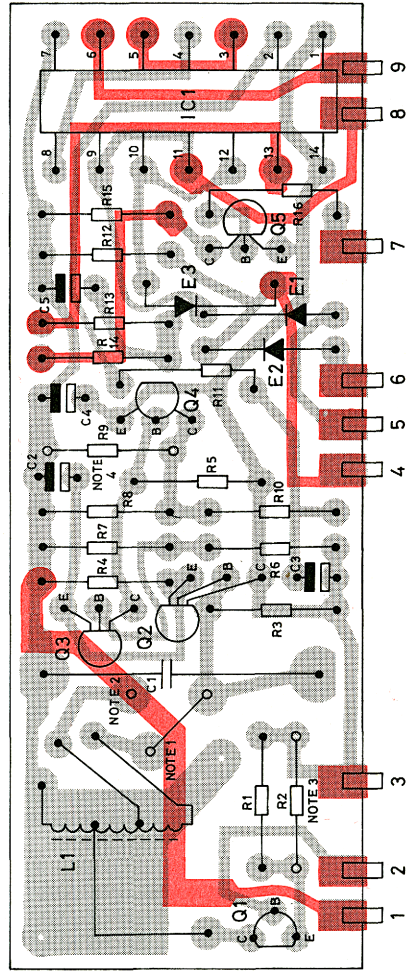 7
6
5
4
3
2
1
9
8
IC1
8
9
10
11
12
13
14
R15
R12
R16
Q5
C
B
E
7
C5
R13
R14
E3
E1
E2
6
C4
R11
Q4
E
B
C
5
R9
C2
NOTE 4
4
R8
R5
R7
R10
R4
R6
C3
E
B
C
Q3
E
B
C
Q2
R3
NOTE 2
C1
NOTE 1
L1
R1
R2
NOTE 3
3
2
Q1
C
B
E
1